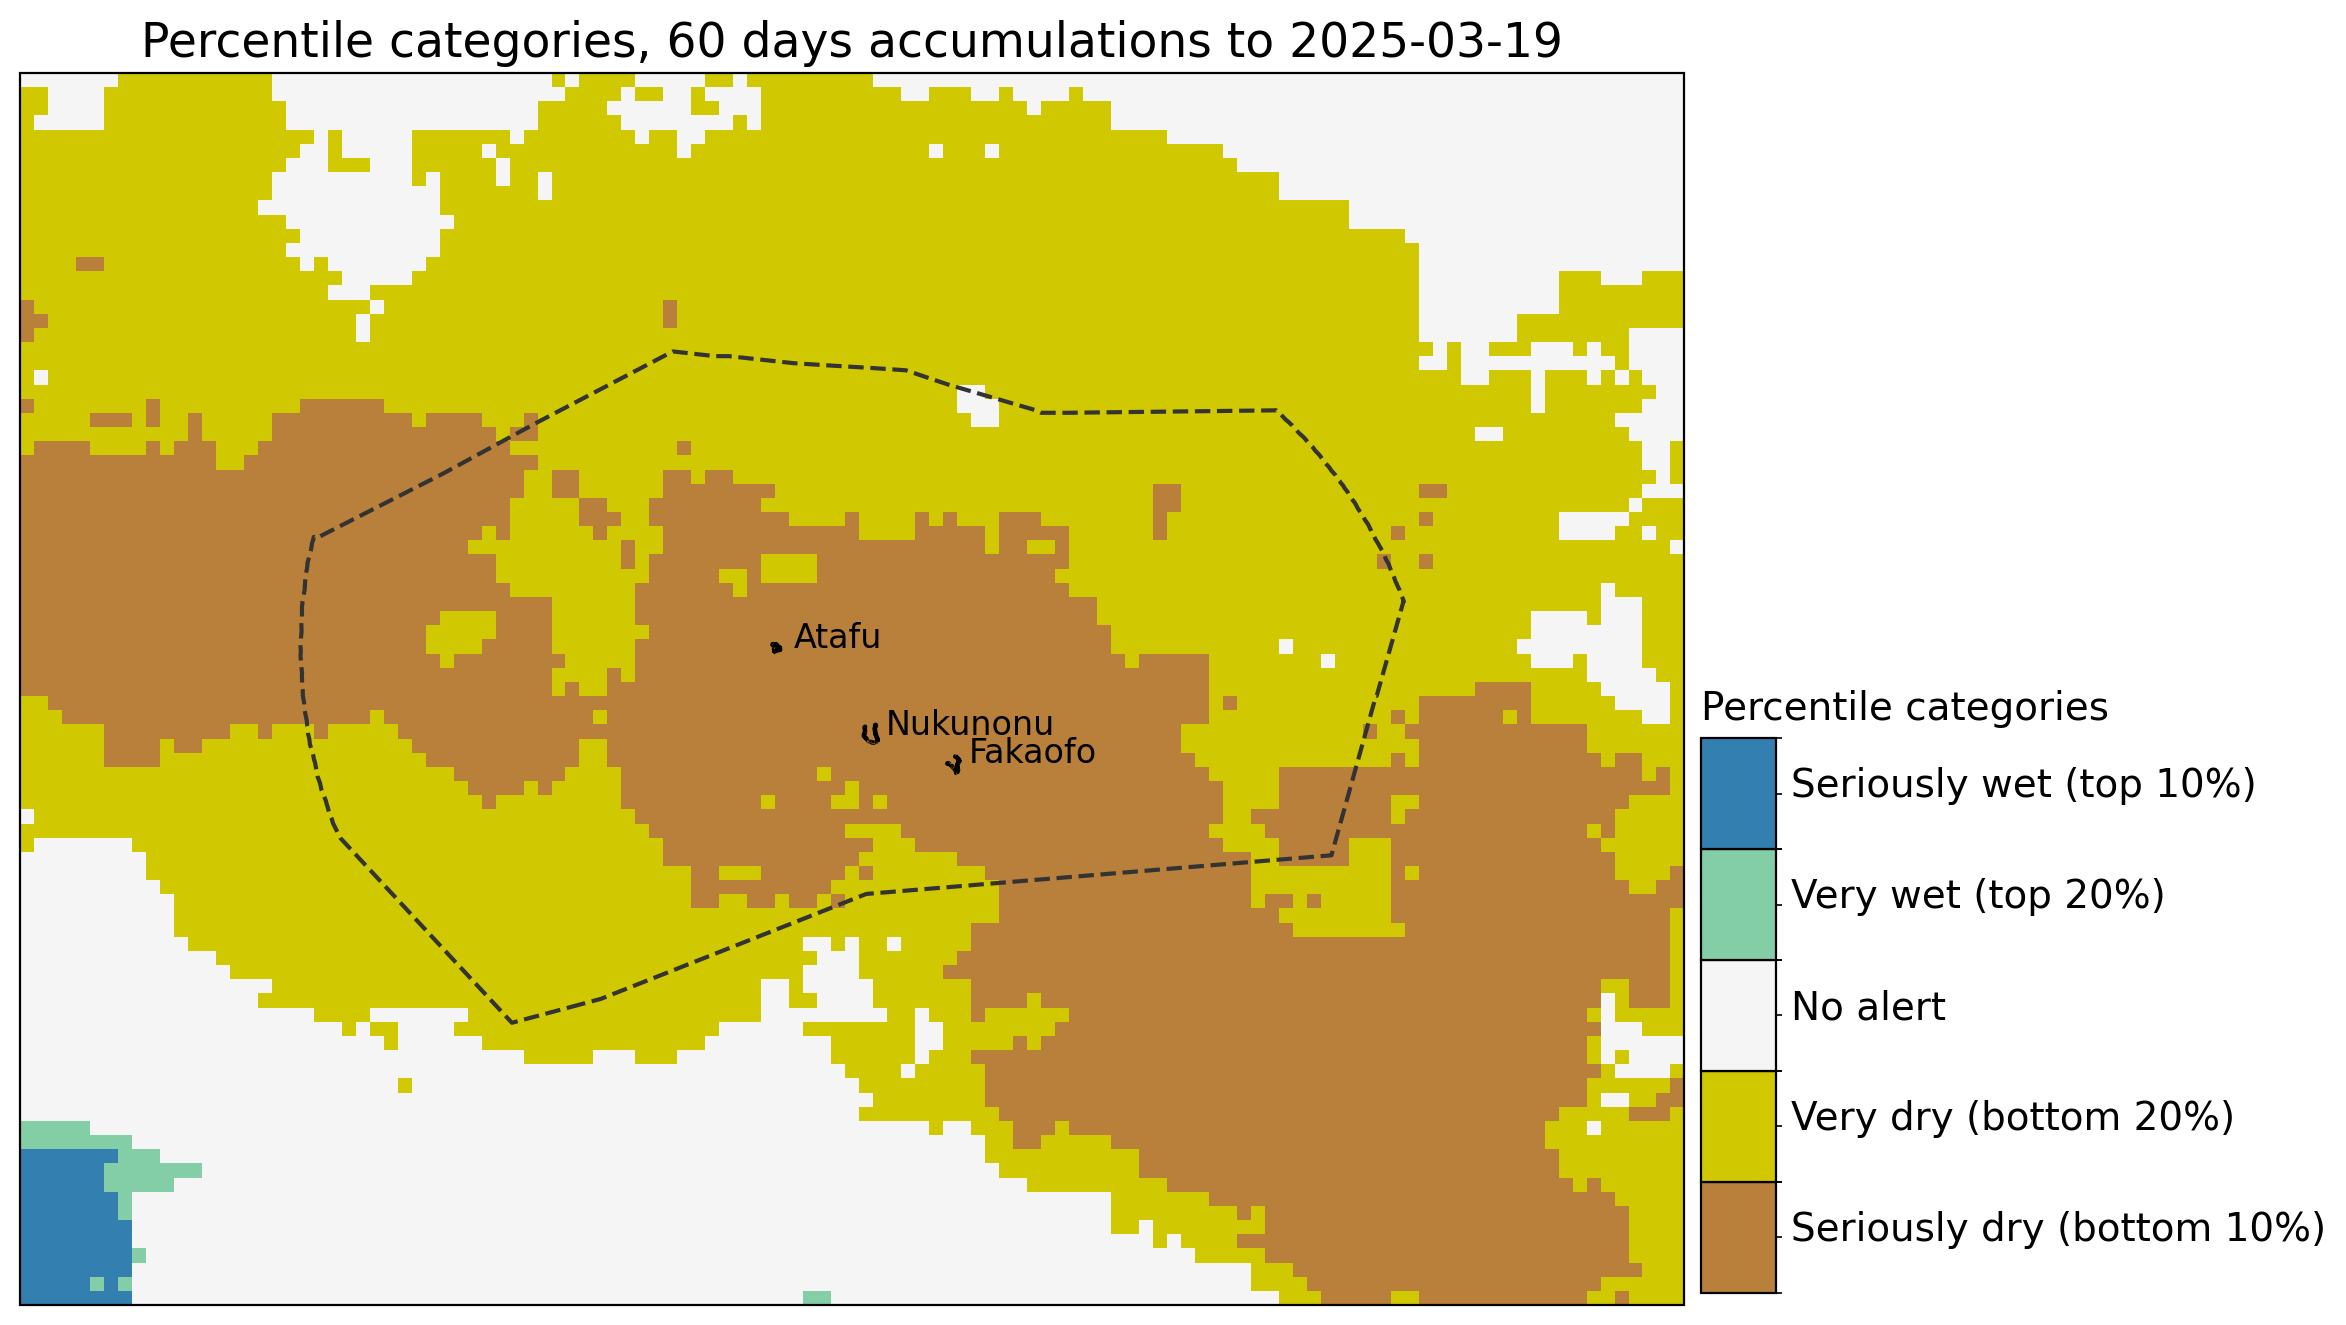 Percentile categories, 60 days accumulations to 2025-03-19
Atafu
Nukunonu
Fakaofo
Percentile categories
Seriously wet (top 10%)
Very wet (top 20%)
No alert
Very dry (bottom 20%)
Seriously dry (bottom 10%)